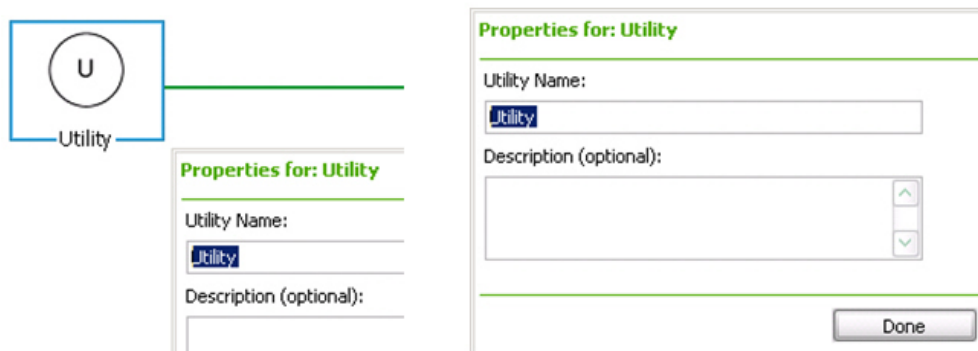 U
Utility
Properties for: Utility
Utility Name:
Utility
Description (optional):
Properties for: Utility
Utility Name:
Utility
Description (optional):
Done